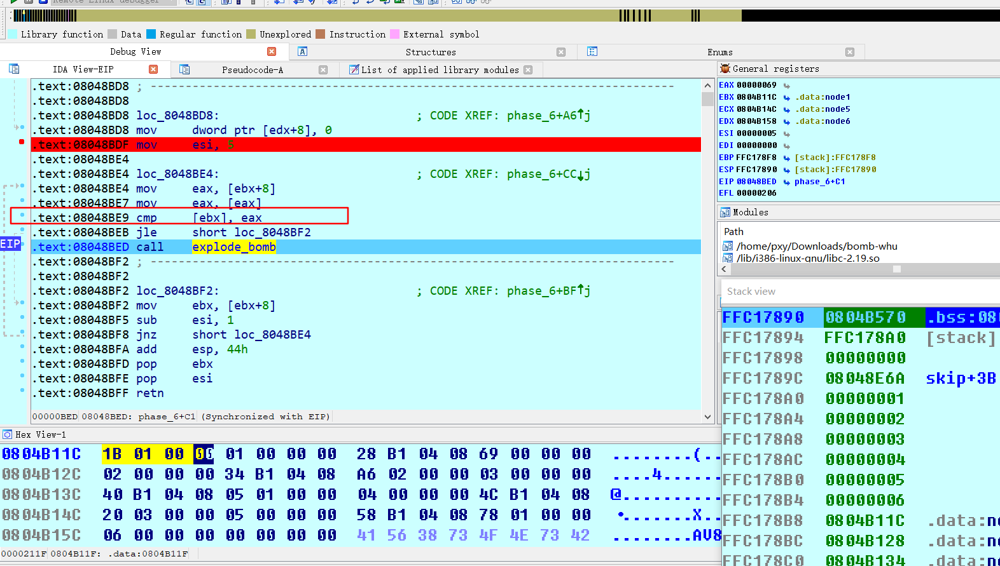 Remote Linux debugger
Library function Data Regular function Unexplored Instruction External symbol
Debug View Structures Enums
IDA View-EIP Pseudocode-A List of applied library modules
.text:08048BD8 ; ---------------------------------------------------------------------------
.text:08048BD8
.text:08048BD8 loc_8048BD8: ; CODE XREF: phase_6+A6↑j
.text:08048BD8 mov dword ptr [edx+8], 0
.text:08048BDF mov esi, 5
.text:08048BE4
.text:08048BE4 loc_8048BE4: ; CODE XREF: phase_6+CC↓j
.text:08048BE4 mov eax, [ebx+8]
.text:08048BE7 mov eax, [eax]
.text:08048BE9 cmp [ebx], eax
.text:08048BEB jle short loc_8048BF2
EIP .text:08048BED call explode_bomb
.text:08048BF2 ; ---------------------------------------------------------------------------
.text:08048BF2
.text:08048BF2 loc_8048BF2: ; CODE XREF: phase_6+BF↑j
.text:08048BF2 mov ebx, [ebx+8]
.text:08048BF5 sub esi, 1
.text:08048BF8 jnz short loc_8048BE4
.text:08048BFA add esp, 44h
.text:08048BFD pop ebx
.text:08048BFE pop esi
.text:08048BFF retn
00000BED 08048BED: phase_6+C1 (Synchronized with EIP)
General registers
EAX 00000069
EBX 0804B11C .data:node1
ECX 0804B14C .data:node5
EDX 0804B158 .data:node6
ESI 00000005
EDI 00000000
EBP FFC178F8 [stack]:FFC178F8
ESP FFC17890 [stack]:FFC17890
EIP 08048BED phase_6+C1
EFL 00000206
Modules
Path
/home/pxy/Downloads/bomb-whu
/lib/i386-linux-gnu/libc-2.19.so
Stack view
FFC17890 0804B570 .bss:080
FFC17894 FFC178A0 [stack]
FFC17898 00000000
FFC1789C 08048E6A skip+3B
FFC178A0 00000001
FFC178A4 00000002
FFC178A8 00000003
FFC178AC 00000004
FFC178B0 00000005
FFC178B4 00000006
FFC178B8 0804B11C .data:no
FFC178BC 0804B128 .data:no
FFC178C0 0804B134 .data:no
Hex View-1
0804B11C 1B 01 00 00 01 00 00 00 28 B1 04 08 69 00 00 00 ........(..
0804B12C 02 00 00 00 34 B1 04 08 A6 02 00 00 03 00 00 00 ....4......
0804B13C 40 B1 04 08 05 01 00 00 04 00 00 00 4C B1 04 08 @..........
0804B14C 20 03 00 00 05 00 00 00 58 B1 04 08 78 01 00 00 •.......X..
0804B15C 06 00 00 00 00 00 00 00 41 56 38 73 4F 4E 73 42 ........AV8
0000211F 0804B11F: .data:0804B11F